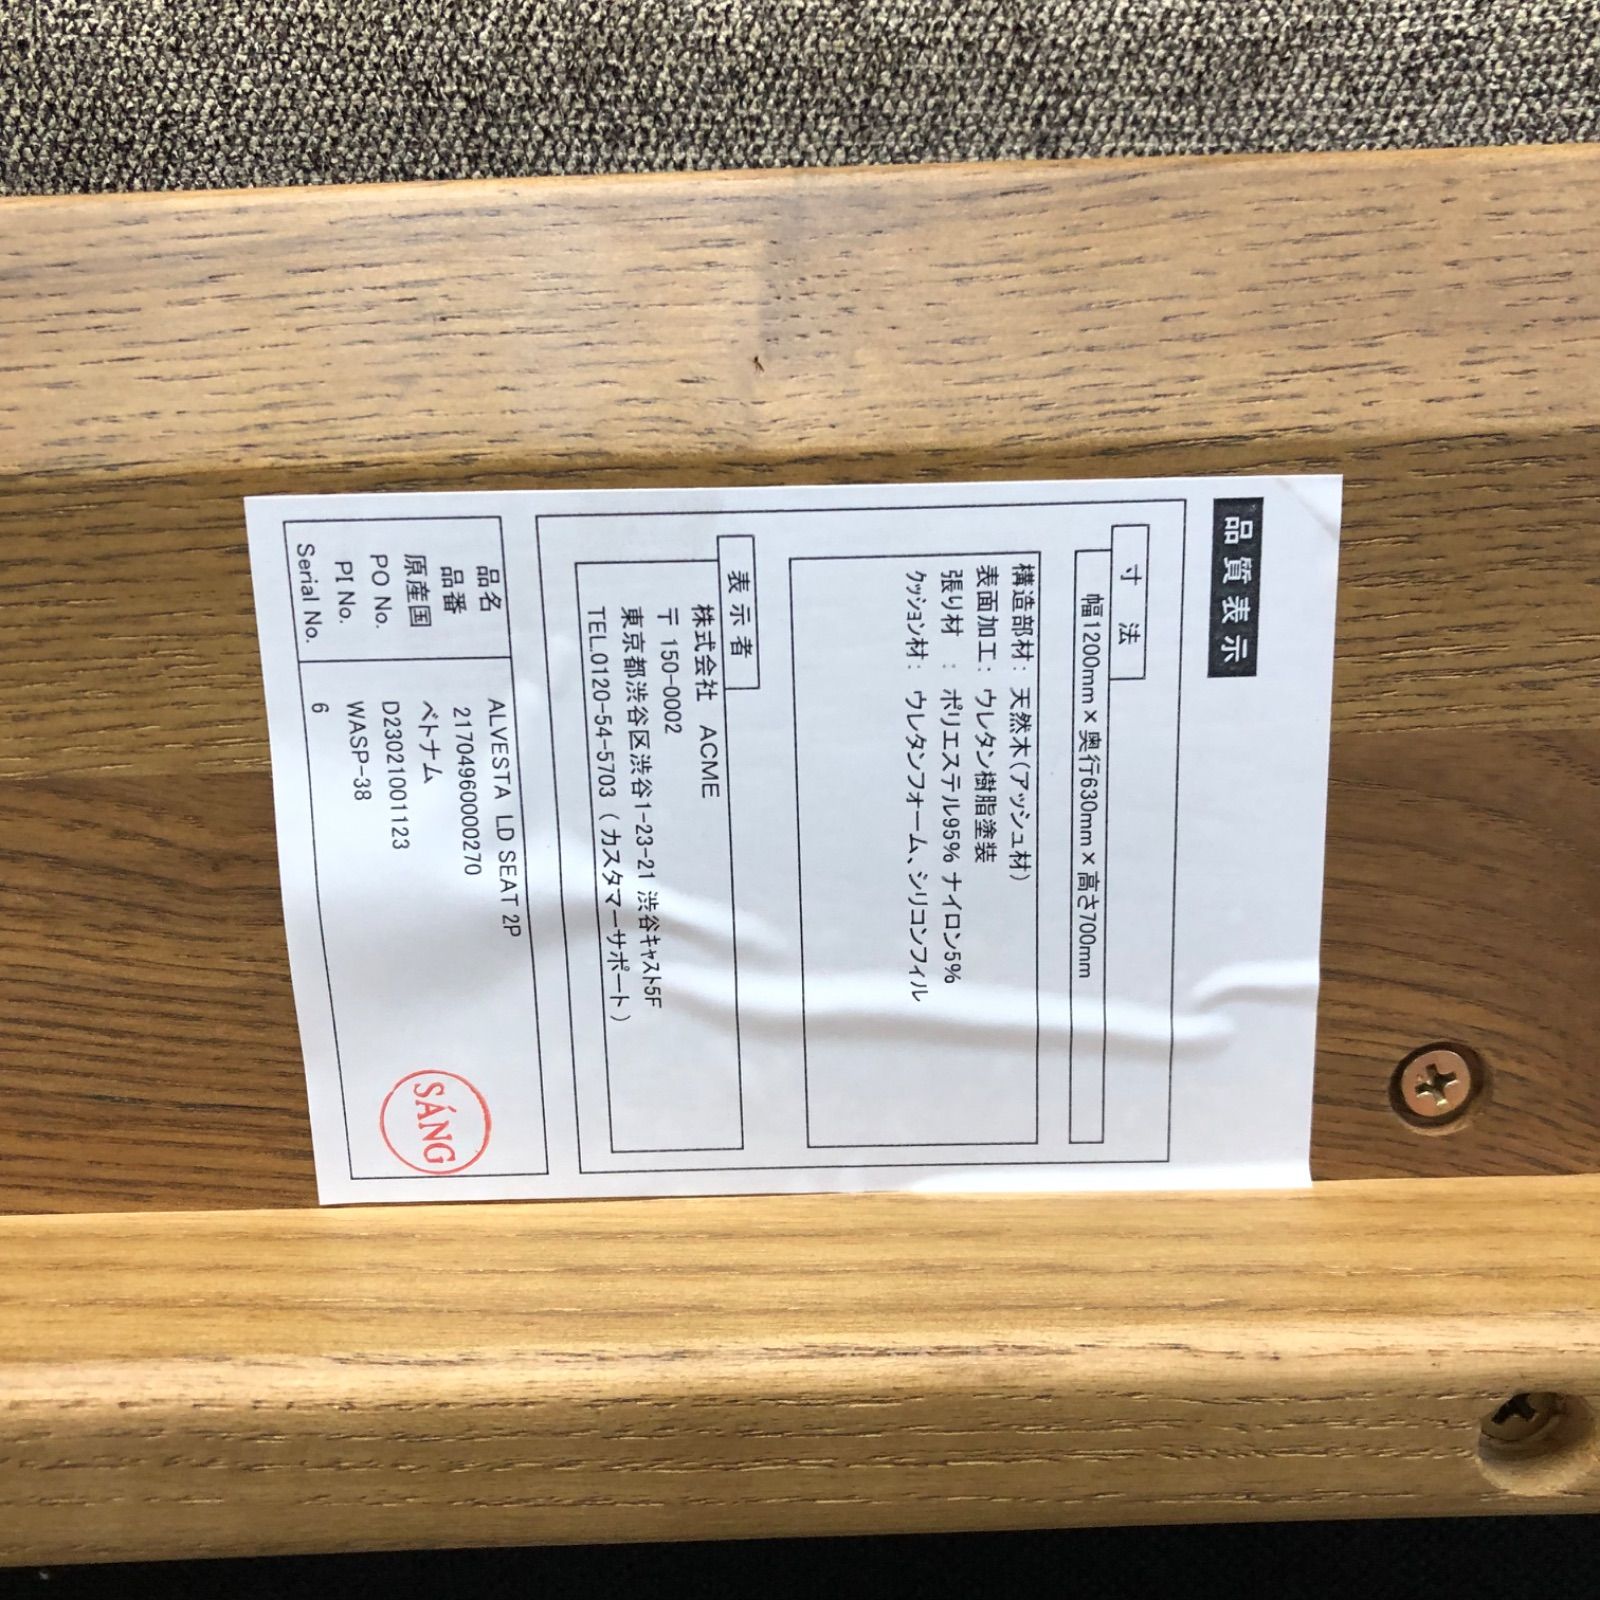 品質表示
寸法
幅1200mm×奥行630mm×高さ700mm
構造部材: 天然木(アッシュ材)
表面加工: ウレタン樹脂塗装
張り材 : ポリエステル95% ナイロン5%
クッション材: ウレタンフォーム、シリコンフィル
表示者
株式会社 ACME
〒150-0002
東京都渋谷区渋谷1-23-21 渋谷キャスト5F
TEL.0120-54-5703 (カスタマーサポート)
品名 ALVESTA LD SEAT 2P
品番 21704960000270
原産国 ベトナム
PO No. D23021001123
PI No. WASP-38
Serial No. 6
SÁNG